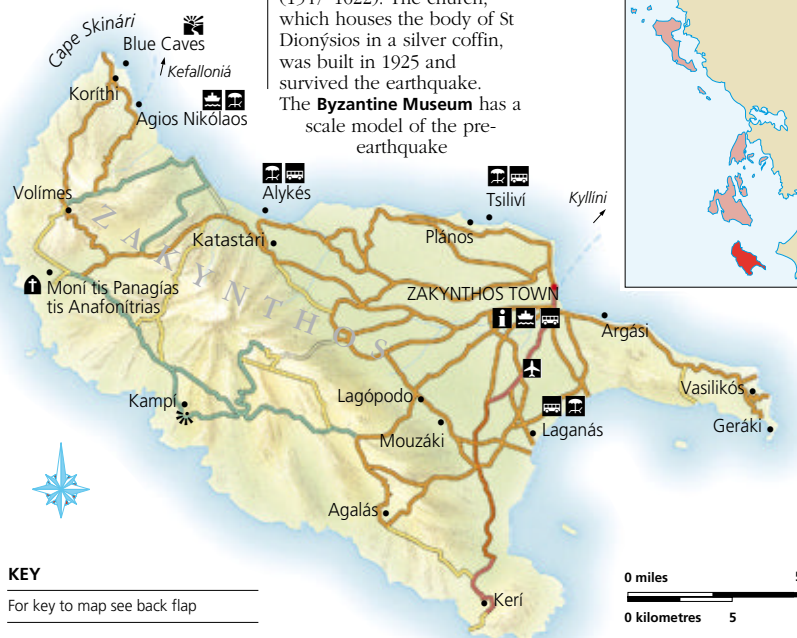 (947–1022). The church,
which houses the body of St
Dionýsios in a silver coffin,
was built in 1925 and
survived the earthquake.
The Byzantine Museum has a
scale model of the pre-
earthquake
Cape Skinári
Blue Caves
Kefalloniá
Koríthi
Agios Nikólaos
Volímes
Alykés
Tsiliví
Kyllíni
Plános
Katastári
ZAKYNTHOS
Moní tis Panagías
tis Anafonítrias
ZAKYNTHOS TOWN
i
Argási
Vasilikós
Geráki
Kampí
Lagópodo
Mouzáki
Laganás
Agalás
Kerí
KEY
For key to map see back flap
0 miles 5
0 kilometres 5